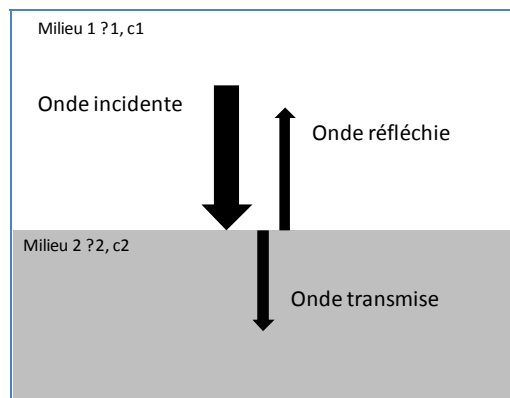 Milieu 1 ?1, c1
Onde incidente
Onde réfléchie
Milieu 2 ?2, c2
Onde transmise